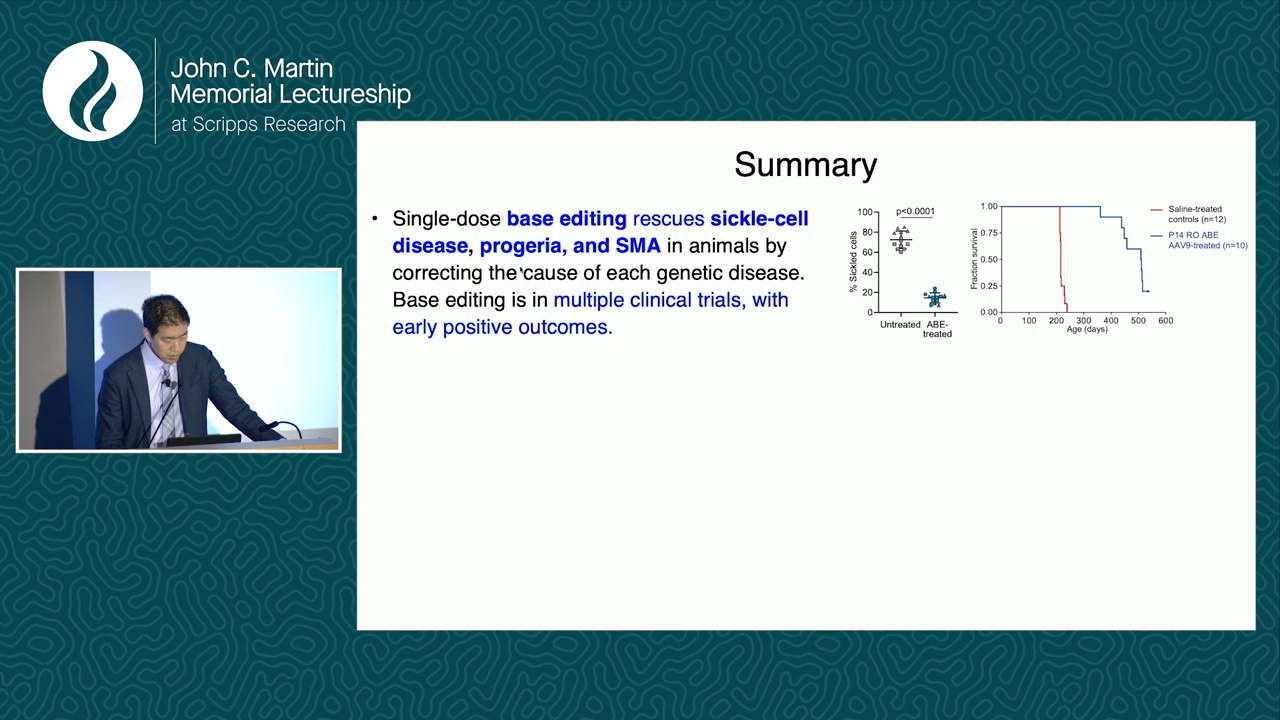 John C. Martin
Memorial Lectureship
at Scripps Research
Summary
• Single-dose base editing rescues sickle-cell
disease, progeria, and SMA in animals by
correcting the cause of each genetic disease.
Base editing is in multiple clinical trials, with
early positive outcomes.
p<0.0001
% Sickled cells
100
80
60
40
20
0
Untreated
ABE-
treated
Fraction survival
1.00
0.75
0.50
0.25
0.00
0 100 200 300 400 500 600
Age (days)
Saline-treated
controls (n=12)
P14 RO ABE
AAV9-treated (n=10)